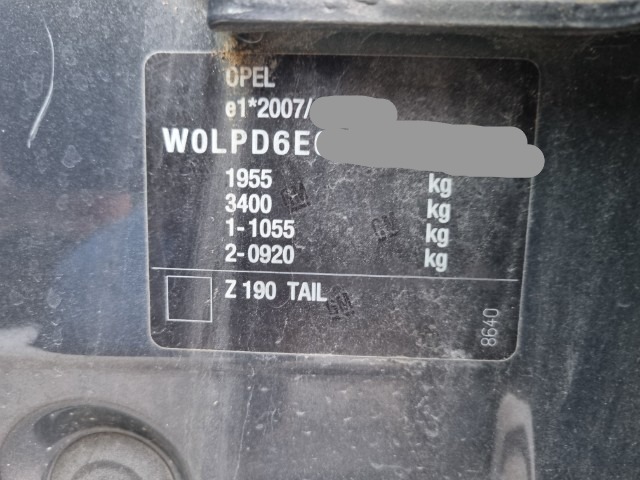 OPEL
e1*2007/
W0LPD6E
1955 kg
3400 kg
1-1055 kg
2-0920 kg
Z 190 TAIL
8640